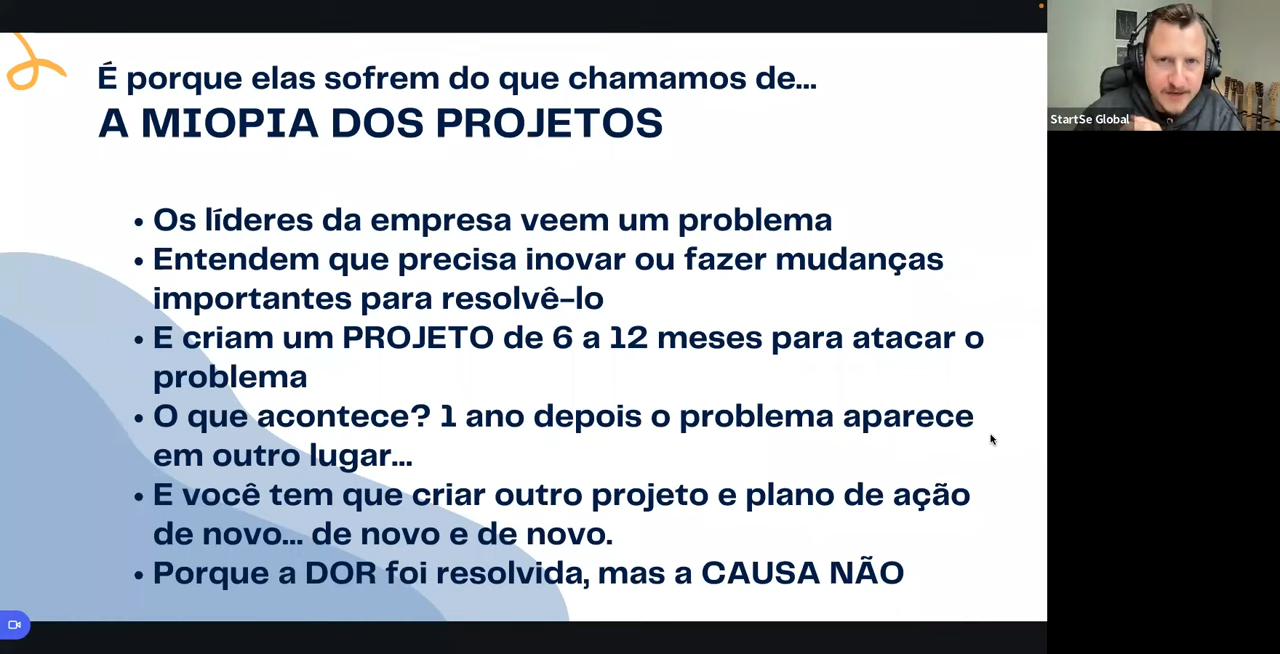 É porque elas sofrem do que chamamos de...
A MIOPIA DOS PROJETOS
• Os líderes da empresa veem um problema
• Entendem que precisa inovar ou fazer mudanças
importantes para resolvê-lo
• E criam um PROJETO de 6 a 12 meses para atacar o
problema
• O que acontece? 1 ano depois o problema aparece
em outro lugar...
• E você tem que criar outro projeto e plano de ação
de novo... de novo e de novo.
• Porque a DOR foi resolvida, mas a CAUSA NÃO
StartSe Global